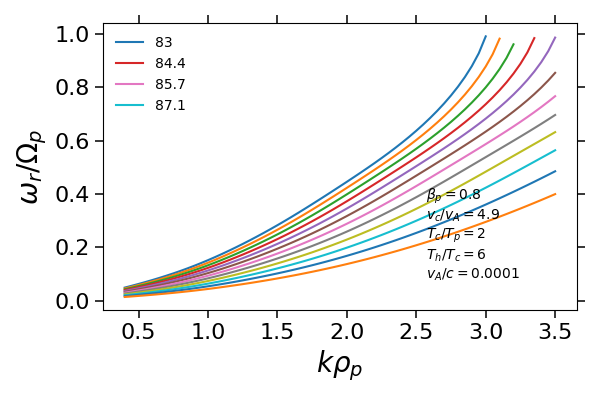 1.0
0.8
0.6
0.4
0.2
0.0
ω_r/Ω_p
83
84.4
85.7
87.1
β_p = 0.8
v_c/v_A = 4.9
T_c/T_p = 2
T_h/T_c = 6
v_A/c = 0.0001
0.5 1.0 1.5 2.0 2.5 3.0 3.5
kρ_p